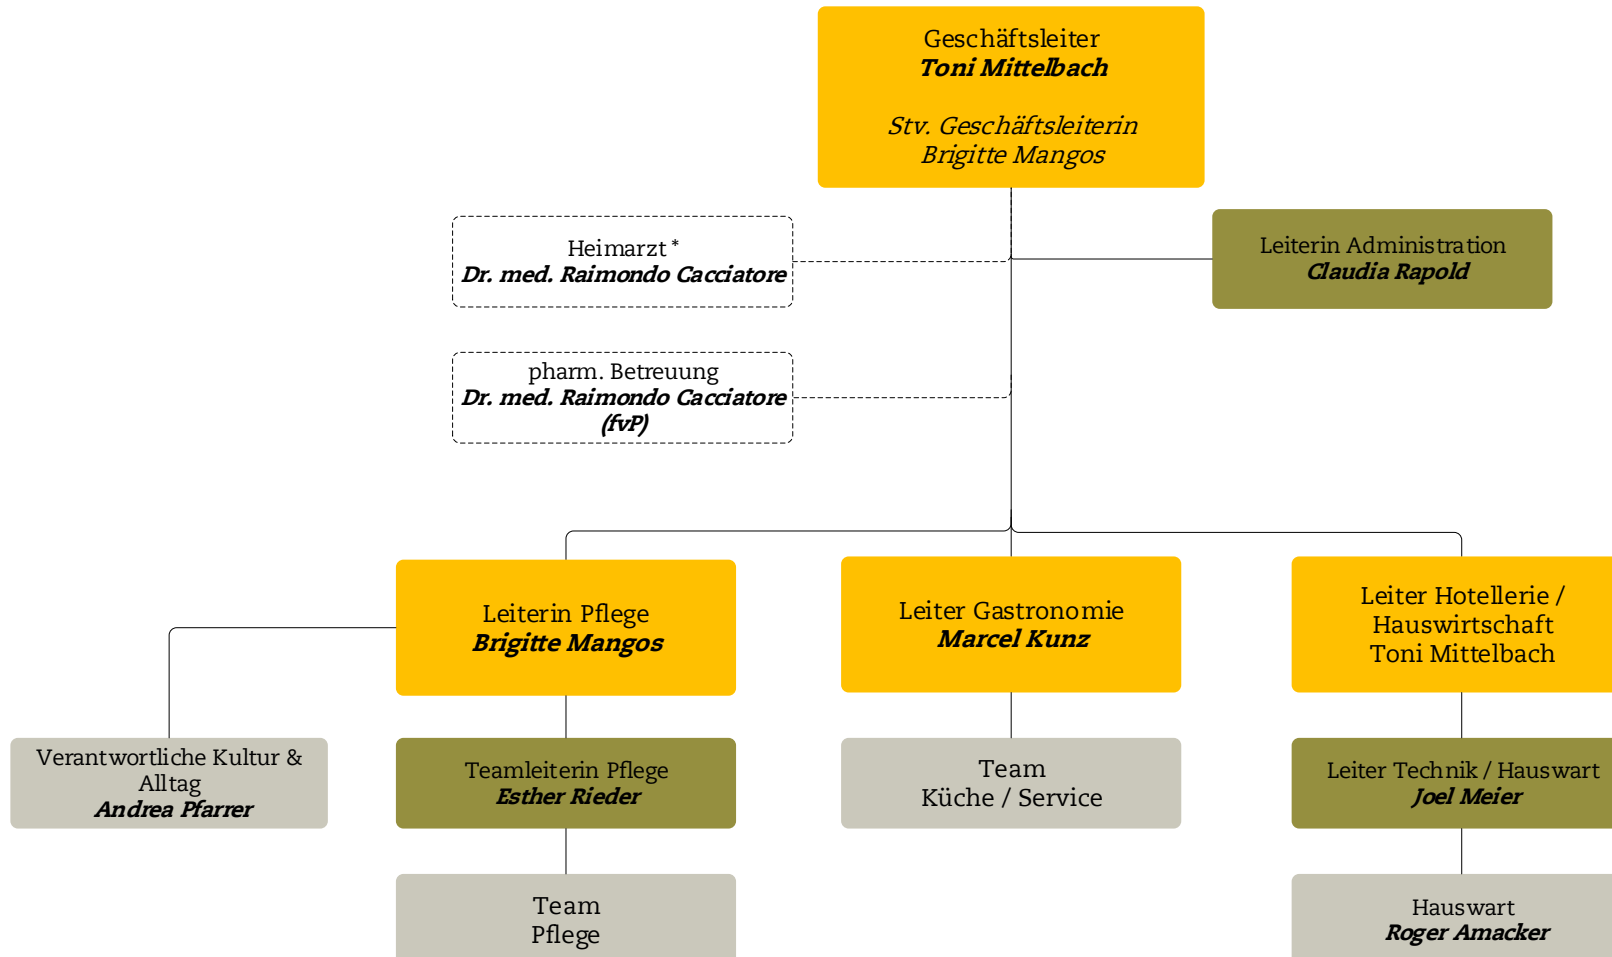 Geschäftsleiter
Toni Mittelbach
Stv. Geschäftsleiterin
Brigitte Mangos
Heimarzt *
Dr. med. Raimondo Cacciatore
Leiterin Administration
Claudia Rapold
pharm. Betreuung
Dr. med. Raimondo Cacciatore
(fvP)
Leiterin Pflege
Brigitte Mangos
Leiter Gastronomie
Marcel Kunz
Leiter Hotellerie /
Hauswirtschaft
Toni Mittelbach
Verantwortliche Kultur &
Alltag
Andrea Pfarrer
Teamleiterin Pflege
Esther Rieder
Team
Küche / Service
Leiter Technik / Hauswart
Joel Meier
Team
Pflege
Hauswart
Roger Amacker